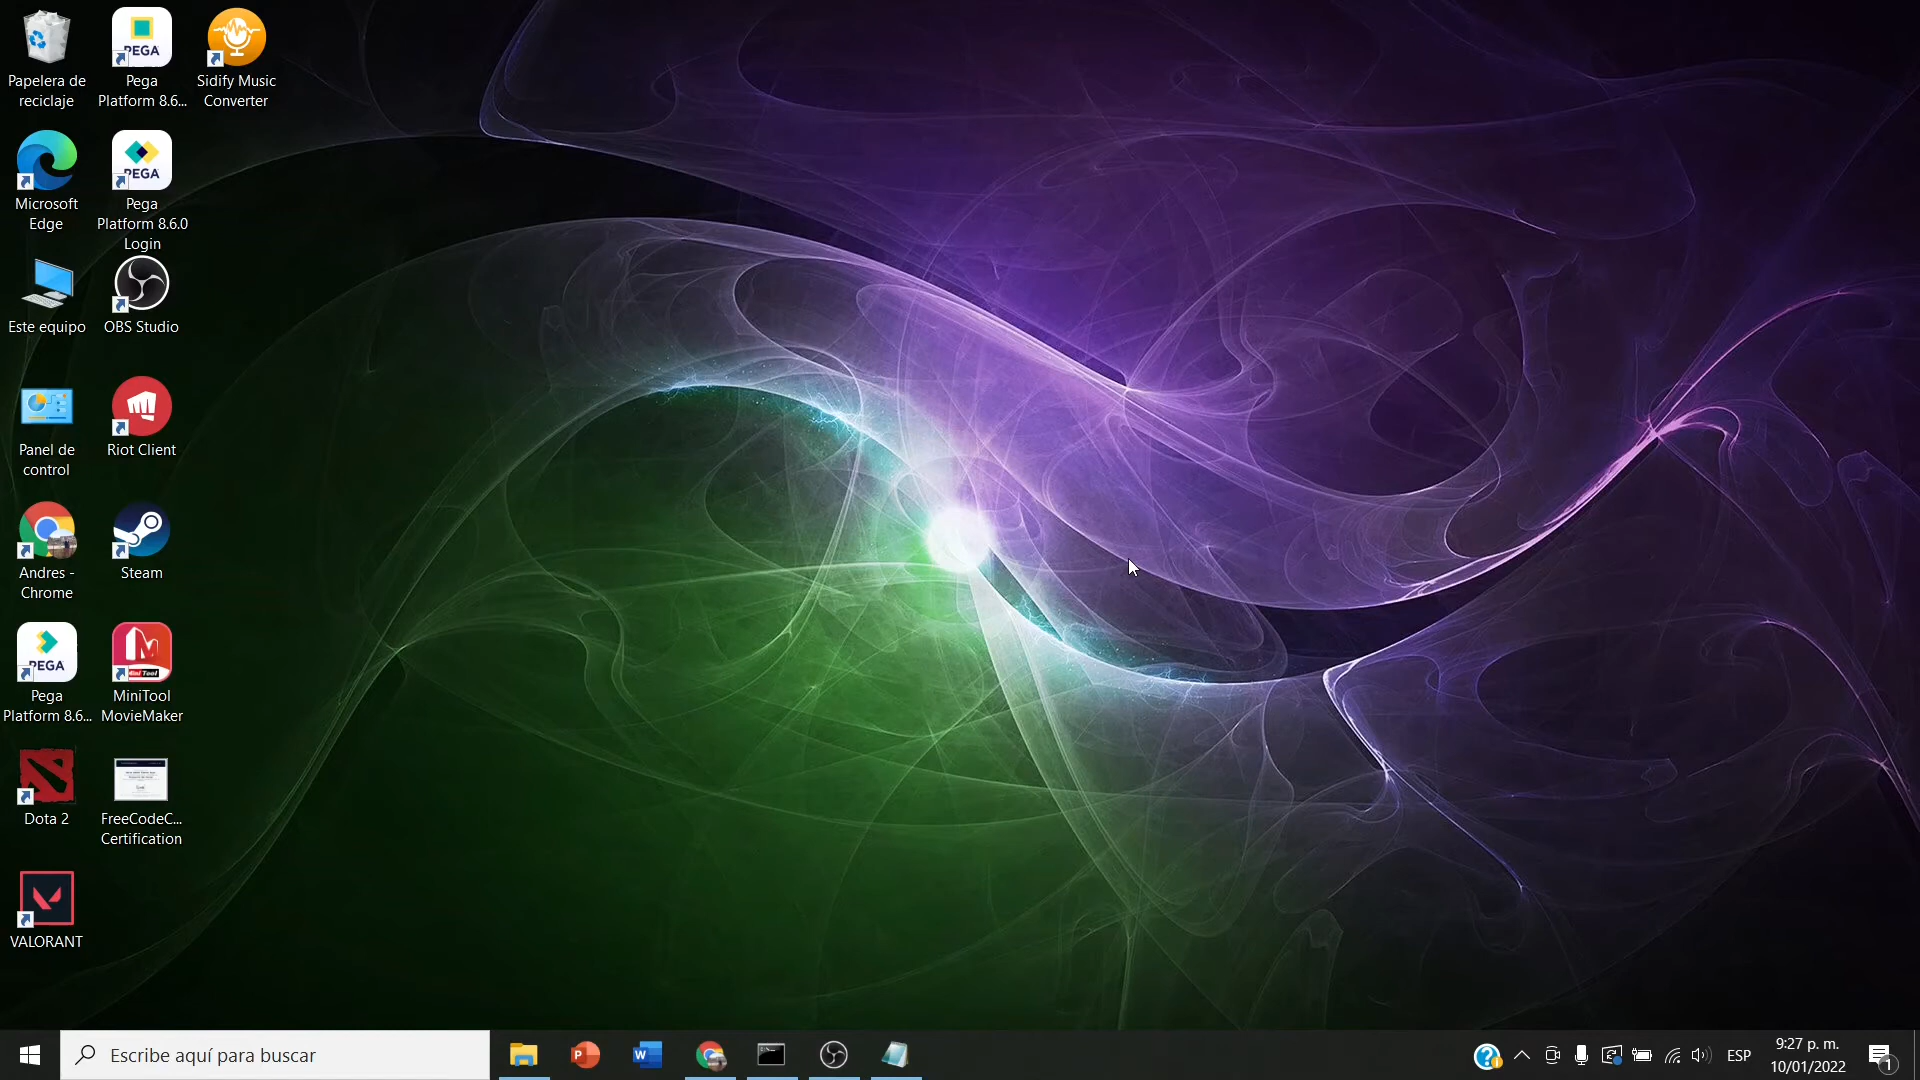 Papelera de
reciclaje
PEGA
Pega
Platform 8.6...
Sidify Music
Converter
Microsoft
Edge
PEGA
Pega
Platform 8.6.0
Login
Este equipo
OBS Studio
Panel de
control
Riot Client
Andres -
Chrome
Steam
PEGA
Pega
Platform 8.6...
MiniTool
MovieMaker
Dota 2
FreeCodeC...
Certification
VALORANT
Escribe aquí para buscar
P
W
ESP
9:27 p. m.
10/01/2022
1